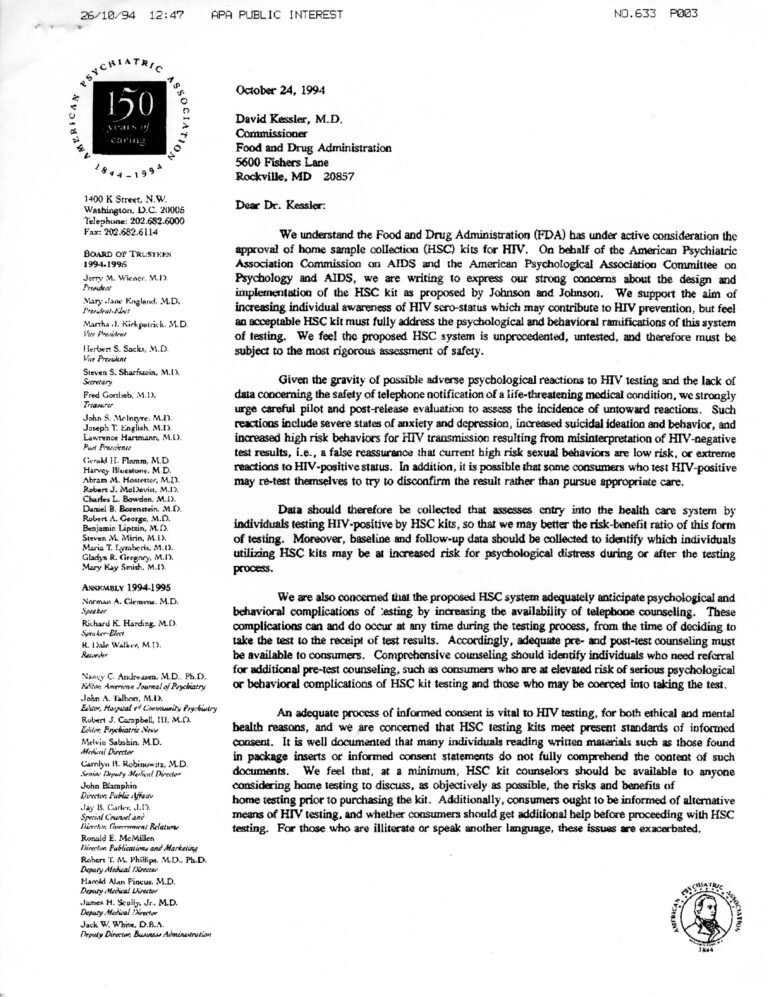 26/10/94 12:47 APA PUBLIC INTEREST NO.633 P003
AMERICAN PSYCHIATRIC ASSOCIATION
150
years of
caring
1844-1994
1400 K Street, N.W.
Washington, D.C. 20005
Telephone: 202.682.6000
Fax: 202.682.6114
BOARD OF TRUSTEES
1994-1995
Jerry M. Wiener, M.D.
President
Mary Jane England, M.D.
President-Elect
Martha J. Kirkpatrick, M.D.
Vice President
Herbert S. Sacks, M.D.
Vice President
Steven S. Sharfstein, M.D.
Secretary
Fred Gottlieb, M.D.
Treasurer
John S. McIntyre, M.D.
Joseph T. English, M.D.
Lawrence Hartmann, M.D.
Past Presidents
Gerald H. Flamm, M.D.
Harvey Bluestone, M.D.
Abram M. Hostetter, M.D.
Robert J. McDevitt, M.D.
Charles L. Bowden, M.D.
Daniel B. Borenstein, M.D.
Robert A. George, M.D.
Benjamin Liptzin, M.D.
Steven M. Mirin, M.D.
Maria T. Lymberis, M.D.
Gladys R. Gregory, M.D.
Mary Kay Smith, M.D.
ASSEMBLY 1994-1995
Norman A. Clemens, M.D.
Speaker
Richard K. Harding, M.D.
Speaker-Elect
R. Dale Walker, M.D.
Recorder
Nancy C. Andreasen, M.D., Ph.D.
Editor, American Journal of Psychiatry
John A. Talbott, M.D.
Editor, Hospital & Community Psychiatry
Robert J. Campbell, III, M.D.
Editor, Psychiatric News
Melvin Sabshin, M.D.
Medical Director
Carolyn B. Robinowitz, M.D.
Senior Deputy Medical Director
John Blamphin
Director, Public Affairs
Jay B. Cutler, J.D.
Special Counsel and
Director, Government Relations
Ronald E. McMillen
Director, Publications and Marketing
Robert T. M. Phillips, M.D., Ph.D.
Deputy Medical Director
Harold Alan Pincus, M.D.
Deputy Medical Director
James H. Scully, Jr., M.D.
Deputy Medical Director
Jack W. White, D.B.A.
Deputy Director, Business Administration
October 24, 1994
David Kessler, M.D.
Commissioner
Food and Drug Administration
5600 Fishers Lane
Rockville, MD 20857
Dear Dr. Kessler:
We understand the Food and Drug Administration (FDA) has under active consideration the
approval of home sample collection (HSC) kits for HIV. On behalf of the American Psychiatric
Association Commission on AIDS and the American Psychological Association Committee on
Psychology and AIDS, we are writing to express our strong concerns about the design and
implementation of the HSC kit as proposed by Johnson and Johnson. We support the aim of
increasing individual awareness of HIV sero-status which may contribute to HIV prevention, but feel
an acceptable HSC kit must fully address the psychological and behavioral ramifications of this system
of testing. We feel the proposed HSC system is unprecedented, untested, and therefore must be
subject to the most rigorous assessment of safety.
Given the gravity of possible adverse psychological reactions to HIV testing and the lack of
data concerning the safety of telephone notification of a life-threatening medical condition, we strongly
urge careful pilot and post-release evaluation to assess the incidence of untoward reactions. Such
reactions include severe states of anxiety and depression, increased suicidal ideation and behavior, and
increased high risk behaviors for HIV transmission resulting from misinterpretation of HIV-negative
test results, i.e., a false reassurance that current high risk sexual behaviors are low risk, or extreme
reactions to HIV-positive status. In addition, it is possible that some consumers who test HIV-positive
may re-test themselves to try to disconfirm the result rather than pursue appropriate care.
Data should therefore be collected that assesses entry into the health care system by
individuals testing HIV-positive by HSC kits, so that we may better the risk-benefit ratio of this form
of testing. Moreover, baseline and follow-up data should be collected to identify which individuals
utilizing HSC kits may be at increased risk for psychological distress during or after the testing
process.
We are also concerned that the proposed HSC system adequately anticipate psychological and
behavioral complications of testing by increasing the availability of telephone counseling. These
complications can and do occur at any time during the testing process, from the time of deciding to
take the test to the receipt of test results. Accordingly, adequate pre- and post-test counseling must
be available to consumers. Comprehensive counseling should identify individuals who need referral
for additional pre-test counseling, such as consumers who are at elevated risk of serious psychological
or behavioral complications of HSC kit testing and those who may be coerced into taking the test.
An adequate process of informed consent is vital to HIV testing, for both ethical and mental
health reasons, and we are concerned that HSC testing kits meet present standards of informed
consent. It is well documented that many individuals reading written materials such as those found
in package inserts or informed consent statements do not fully comprehend the content of such
documents. We feel that, at a minimum, HSC kit counselors should be available to anyone
considering home testing to discuss, as objectively as possible, the risks and benefits of
home testing prior to purchasing the kit. Additionally, consumers ought to be informed of alternative
means of HIV testing, and whether consumers should get additional help before proceeding with HSC
testing. For those who are illiterate or speak another language, these issues are exacerbated.
AMERICAN PSYCHIATRIC ASSOCIATION
1844